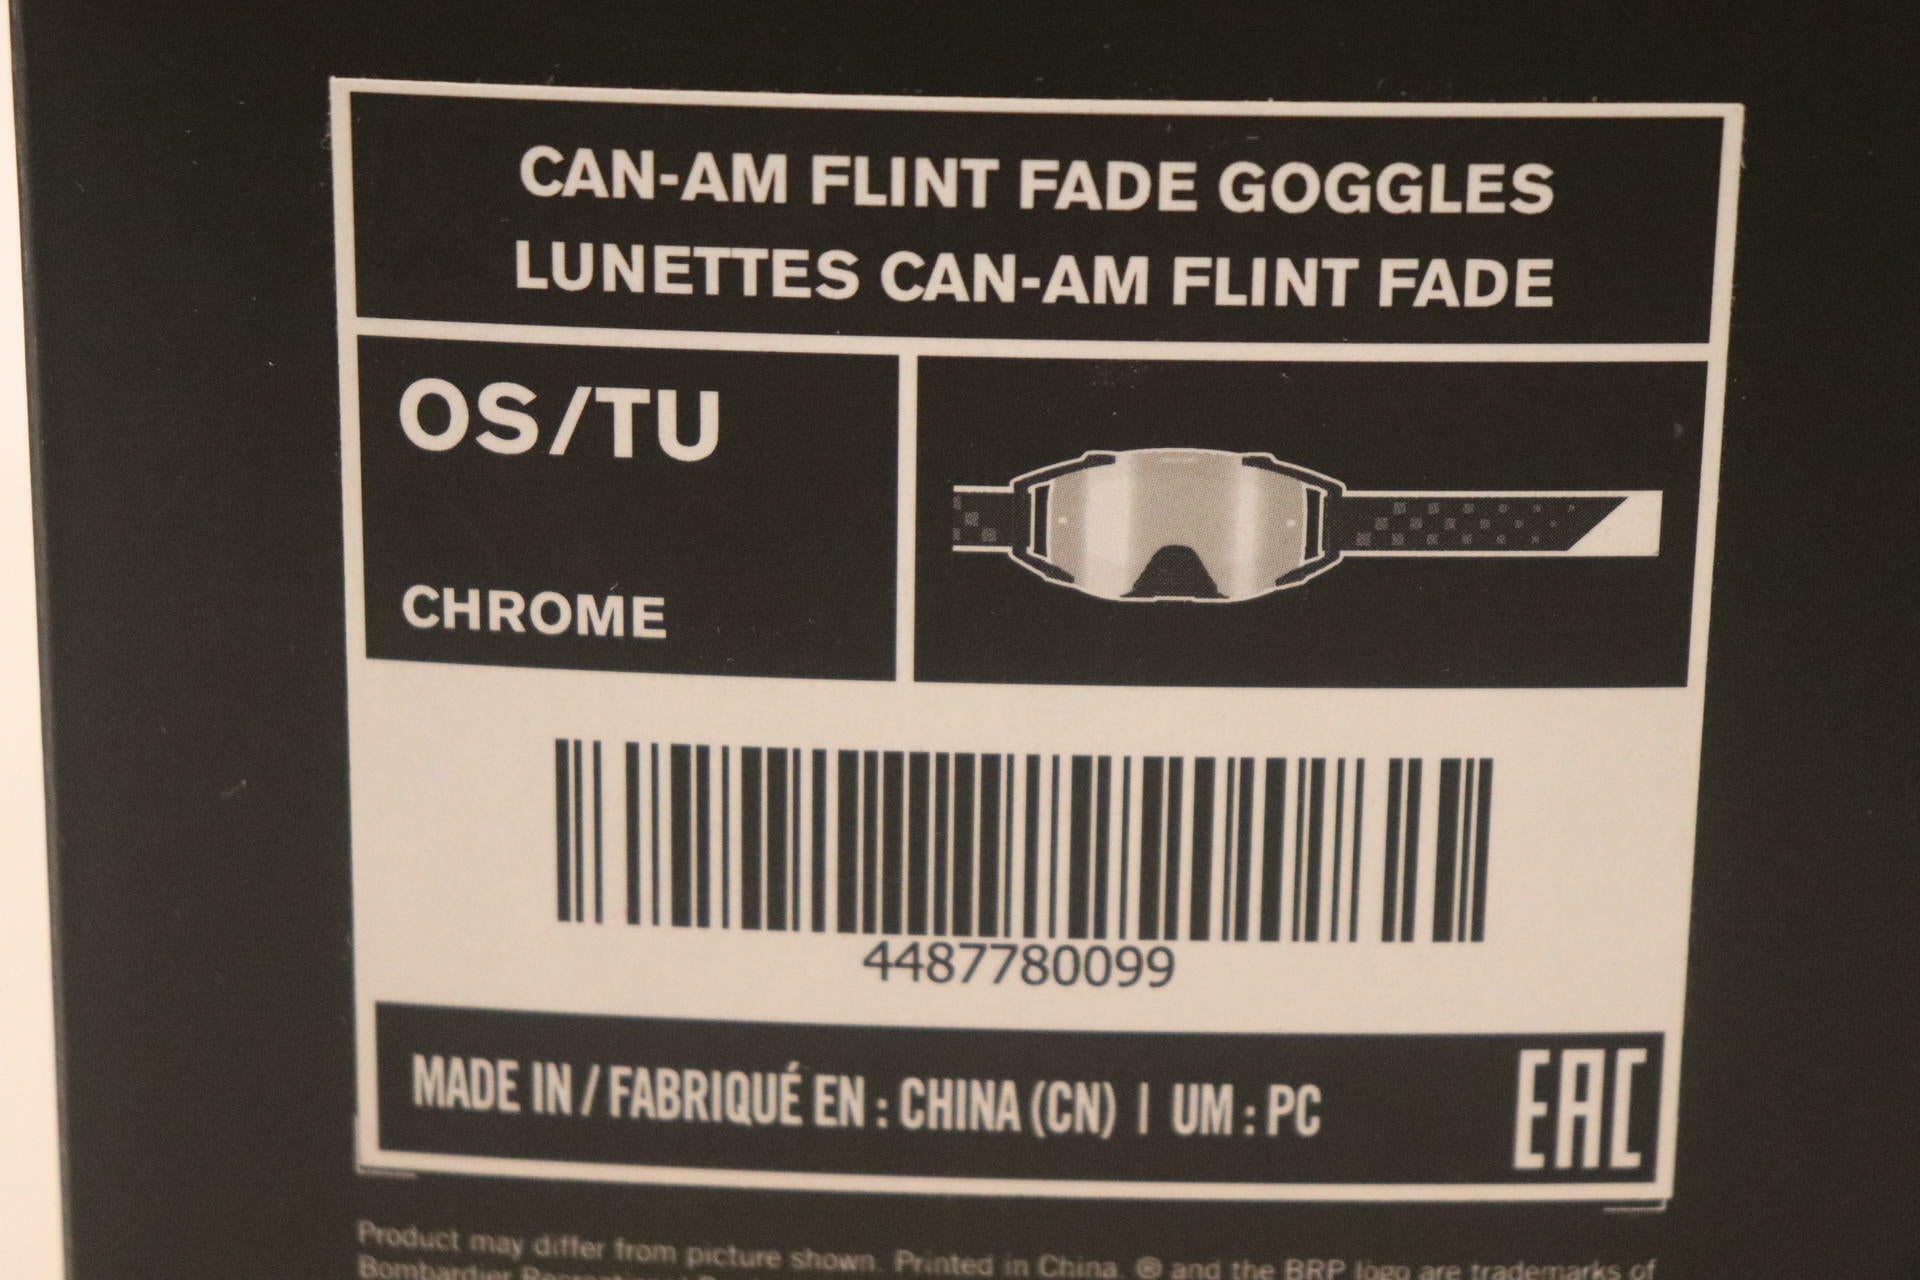 CAN-AM FLINT FADE GOGGLES
LUNETTES CAN-AM FLINT FADE
OS/TU
CHROME
4487780099
MADE IN / FABRIQUÉ EN : CHINA (CN) | UM : PC
EAC
Product may differ from picture shown. Printed in China. ® and the BRP logo are trademarks of
Bombardier Recreational